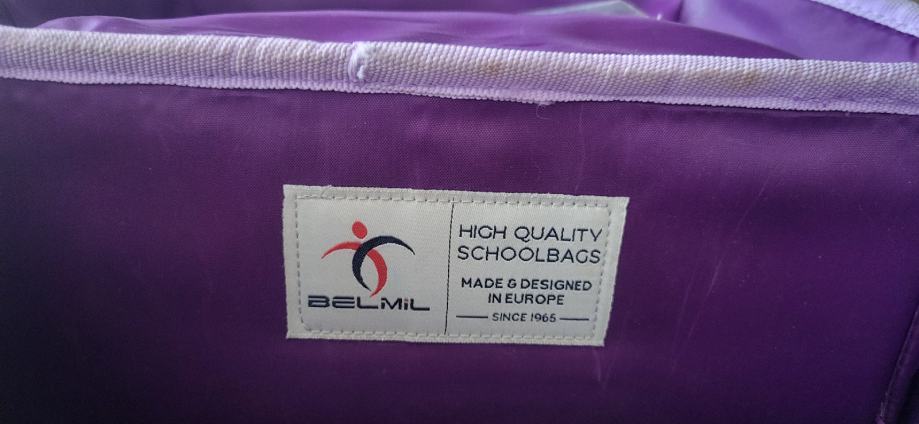 BELMiL
HIGH QUALITY
SCHOOLBAGS
MADE & DESIGNED
IN EUROPE
SINCE 1965